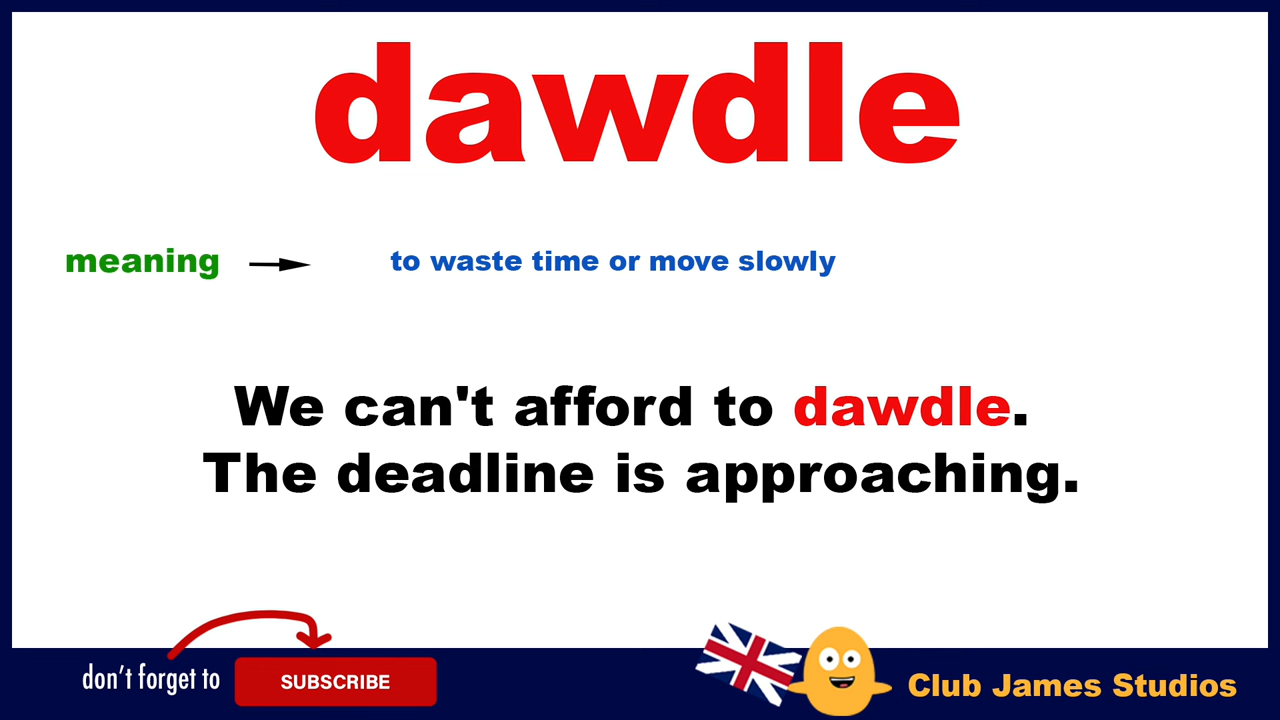 dawdle
meaning
to waste time or move slowly
We can't afford to dawdle.
The deadline is approaching.
don't forget to
SUBSCRIBE
Club James Studios